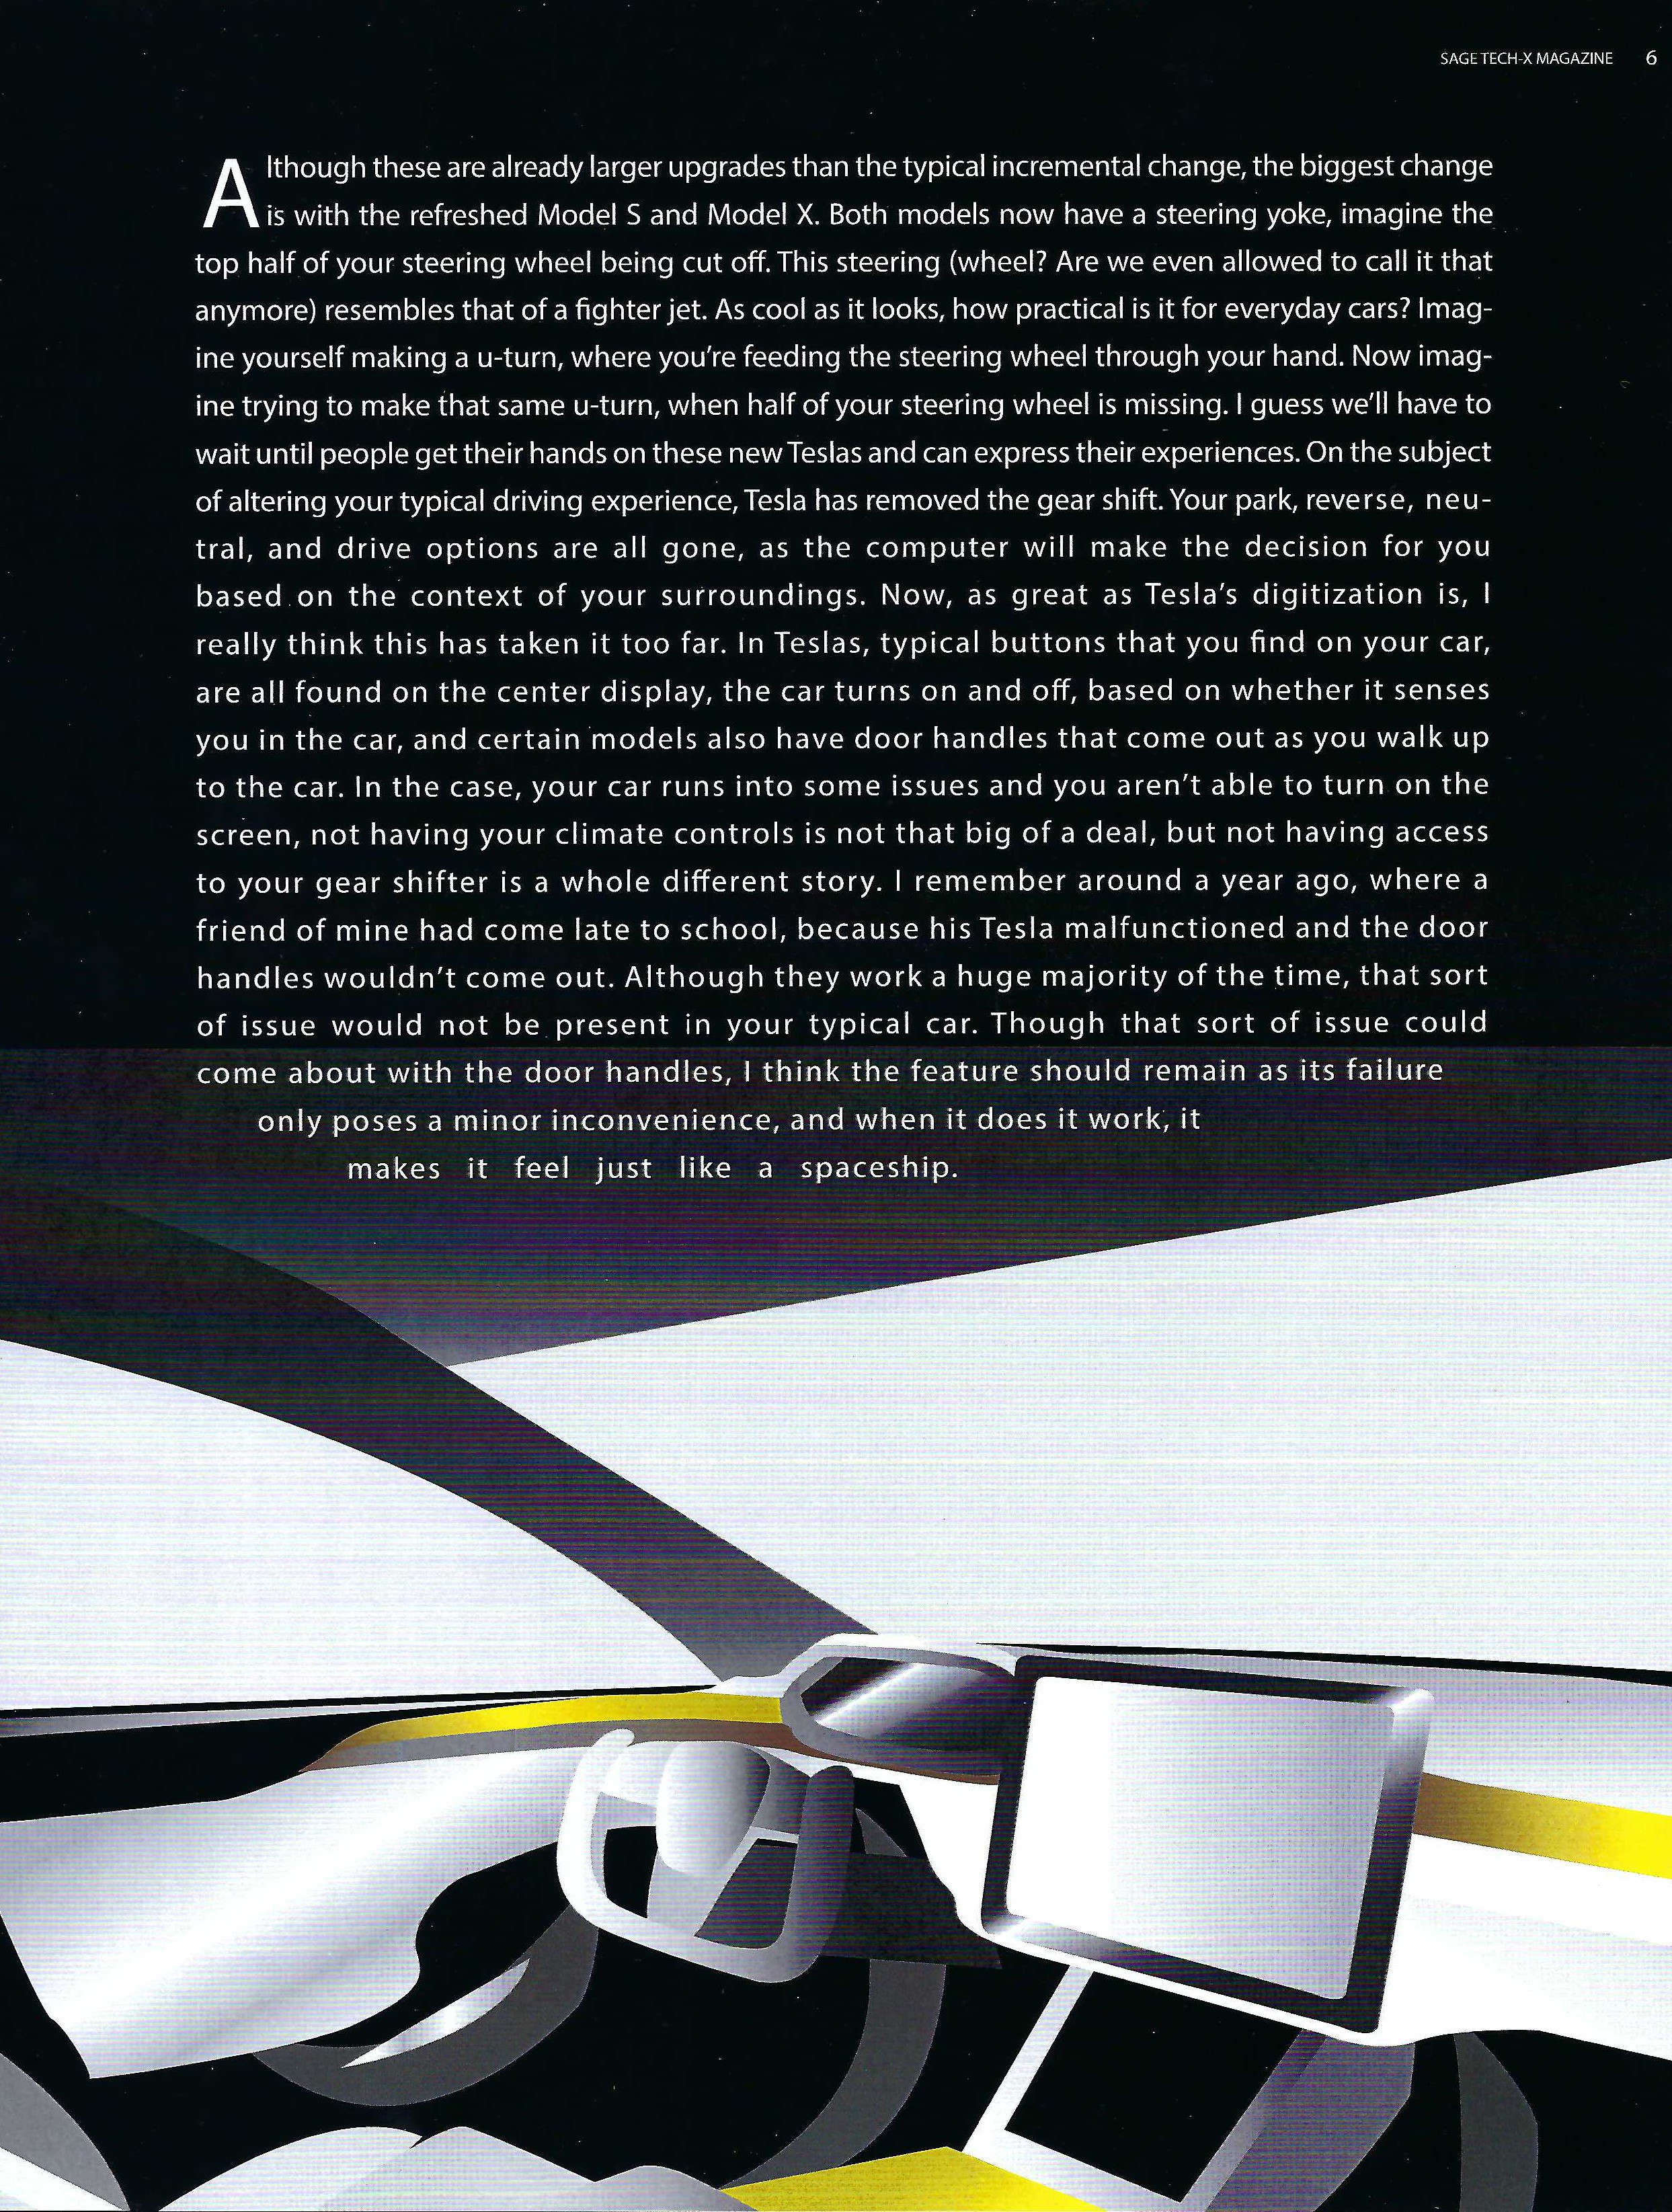 SAGE TECH-X MAGAZINE 6
Although these are already larger upgrades than the typical incremental change, the biggest change
is with the refreshed Model S and Model X. Both models now have a steering yoke, imagine the
top half of your steering wheel being cut off. This steering (wheel? Are we even allowed to call it that
anymore) resembles that of a fighter jet. As cool as it looks, how practical is it for everyday cars? Imag-
ine yourself making a u-turn, where you're feeding the steering wheel through your hand. Now imag-
ine trying to make that same u-turn, when half of your steering wheel is missing. I guess we'll have to
wait until people get their hands on these new Teslas and can express their experiences. On the subject
of altering your typical driving experience, Tesla has removed the gear shift. Your park, reverse, neu-
tral, and drive options are all gone, as the computer will make the decision for you
based on the context of your surroundings. Now, as great as Tesla's digitization is, I
really think this has taken it too far. In Teslas, typical buttons that you find on your car,
are all found on the center display, the car turns on and off, based on whether it senses
you in the car, and certain models also have door handles that come out as you walk up
to the car. In the case, your car runs into some issues and you aren't able to turn on the
screen, not having your climate controls is not that big of a deal, but not having access
to your gear shifter is a whole different story. I remember around a year ago, where a
friend of mine had come late to school, because his Tesla malfunctioned and the door
handles wouldn't come out. Although they work a huge majority of the time, that sort
of issue would not be present in your typical car. Though that sort of issue could
come about with the door handles, I think the feature should remain as its failure
only poses a minor inconvenience, and when it does it work, it
makes it feel just like a spaceship.